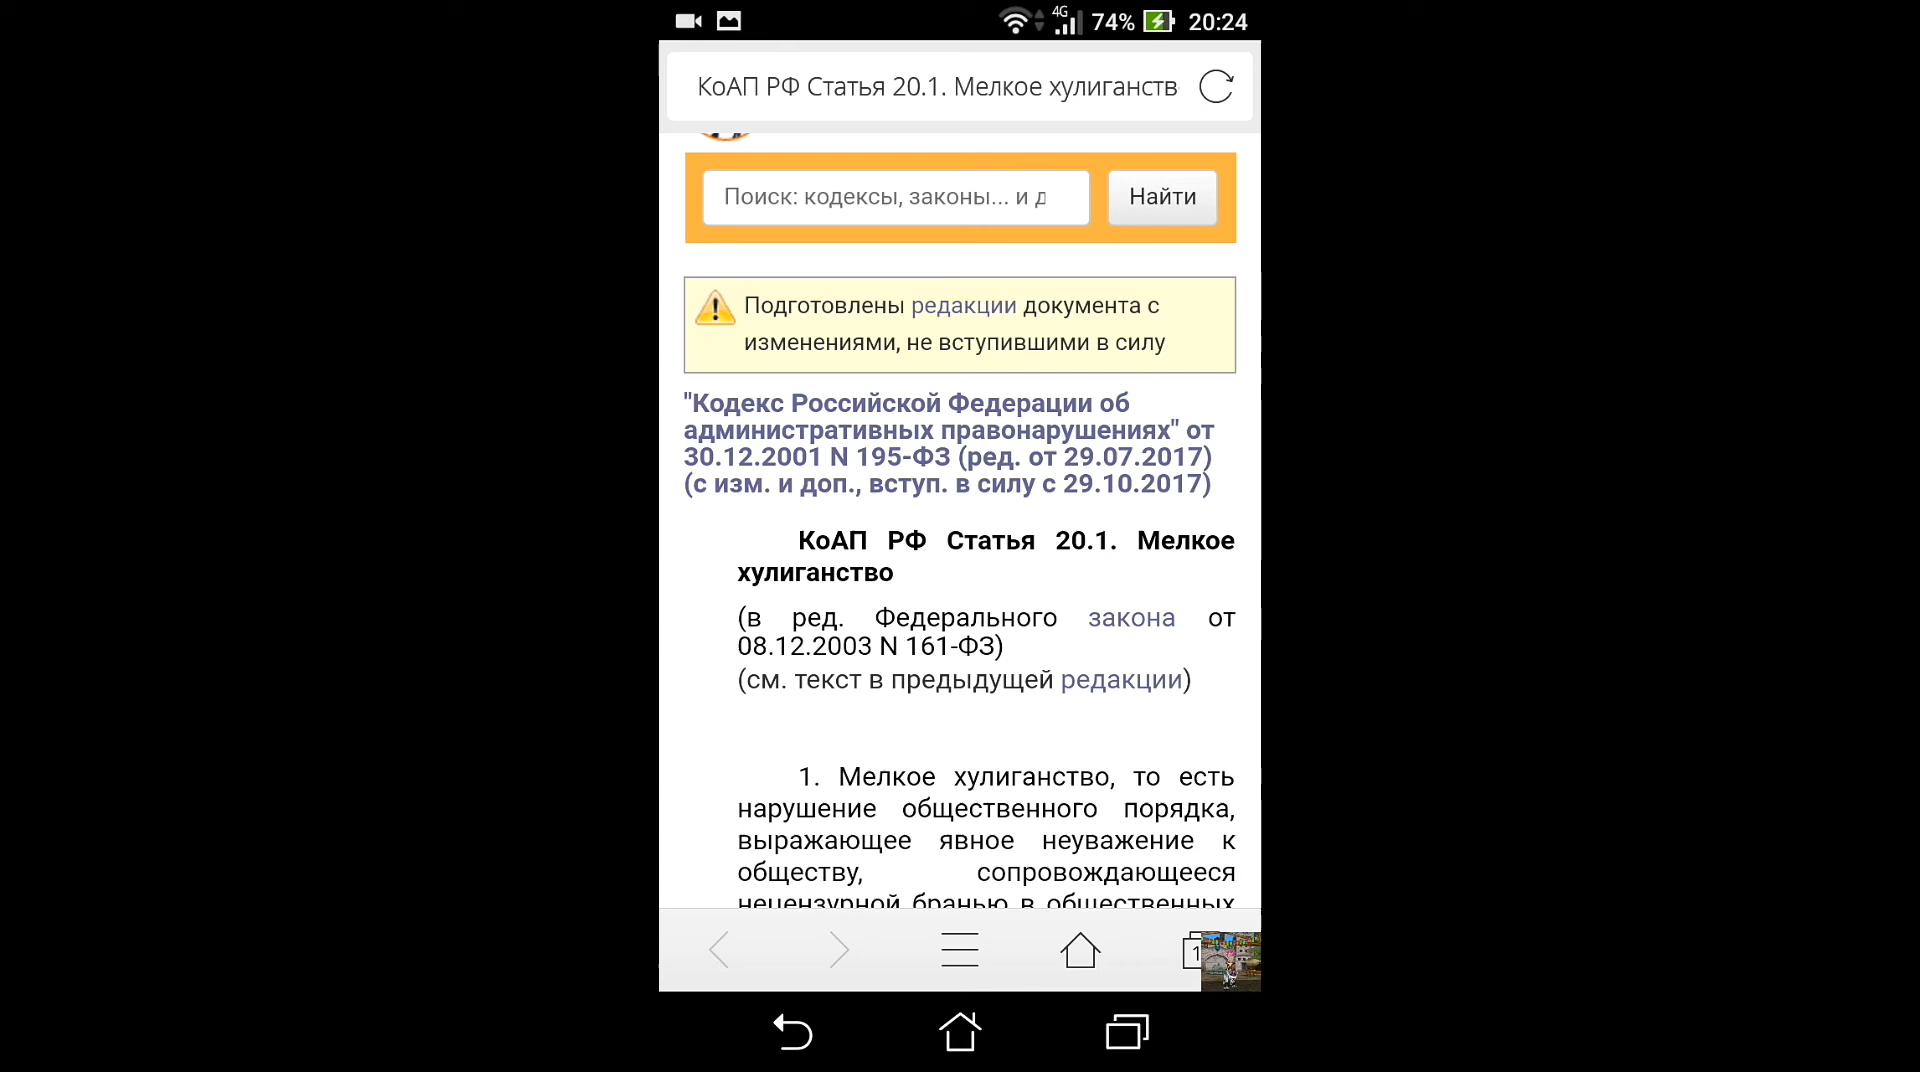 4G 74% 20:24
КоАП РФ Статья 20.1. Мелкое хулиганств
Поиск: кодексы, законы... и д Найти
Подготовлены редакции документа с
изменениями, не вступившими в силу
"Кодекс Российской Федерации об
административных правонарушениях" от
30.12.2001 N 195-ФЗ (ред. от 29.07.2017)
(с изм. и доп., вступ. в силу с 29.10.2017)
КоАП РФ Статья 20.1. Мелкое
хулиганство
(в ред. Федерального закона от
08.12.2003 N 161-ФЗ)
(см. текст в предыдущей редакции)
1. Мелкое хулиганство, то есть
нарушение общественного порядка,
выражающее явное неуважение к
обществу, сопровождающееся
нецензурной бранью в общественных
1